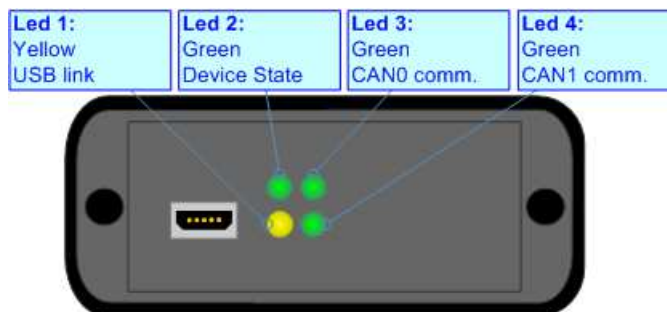 Led 1:
Yellow
USB link
Led 2:
Green
Device State
Led 3:
Green
CAN0 comm.
Led 4:
Green
CAN1 comm.